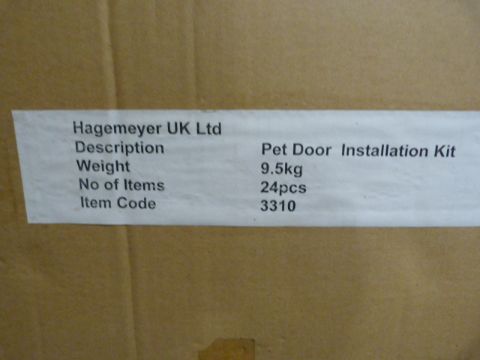 Hagemeyer UK Ltd
Description Pet Door Installation Kit
Weight 9.5kg
No of Items 24pcs
Item Code 3310